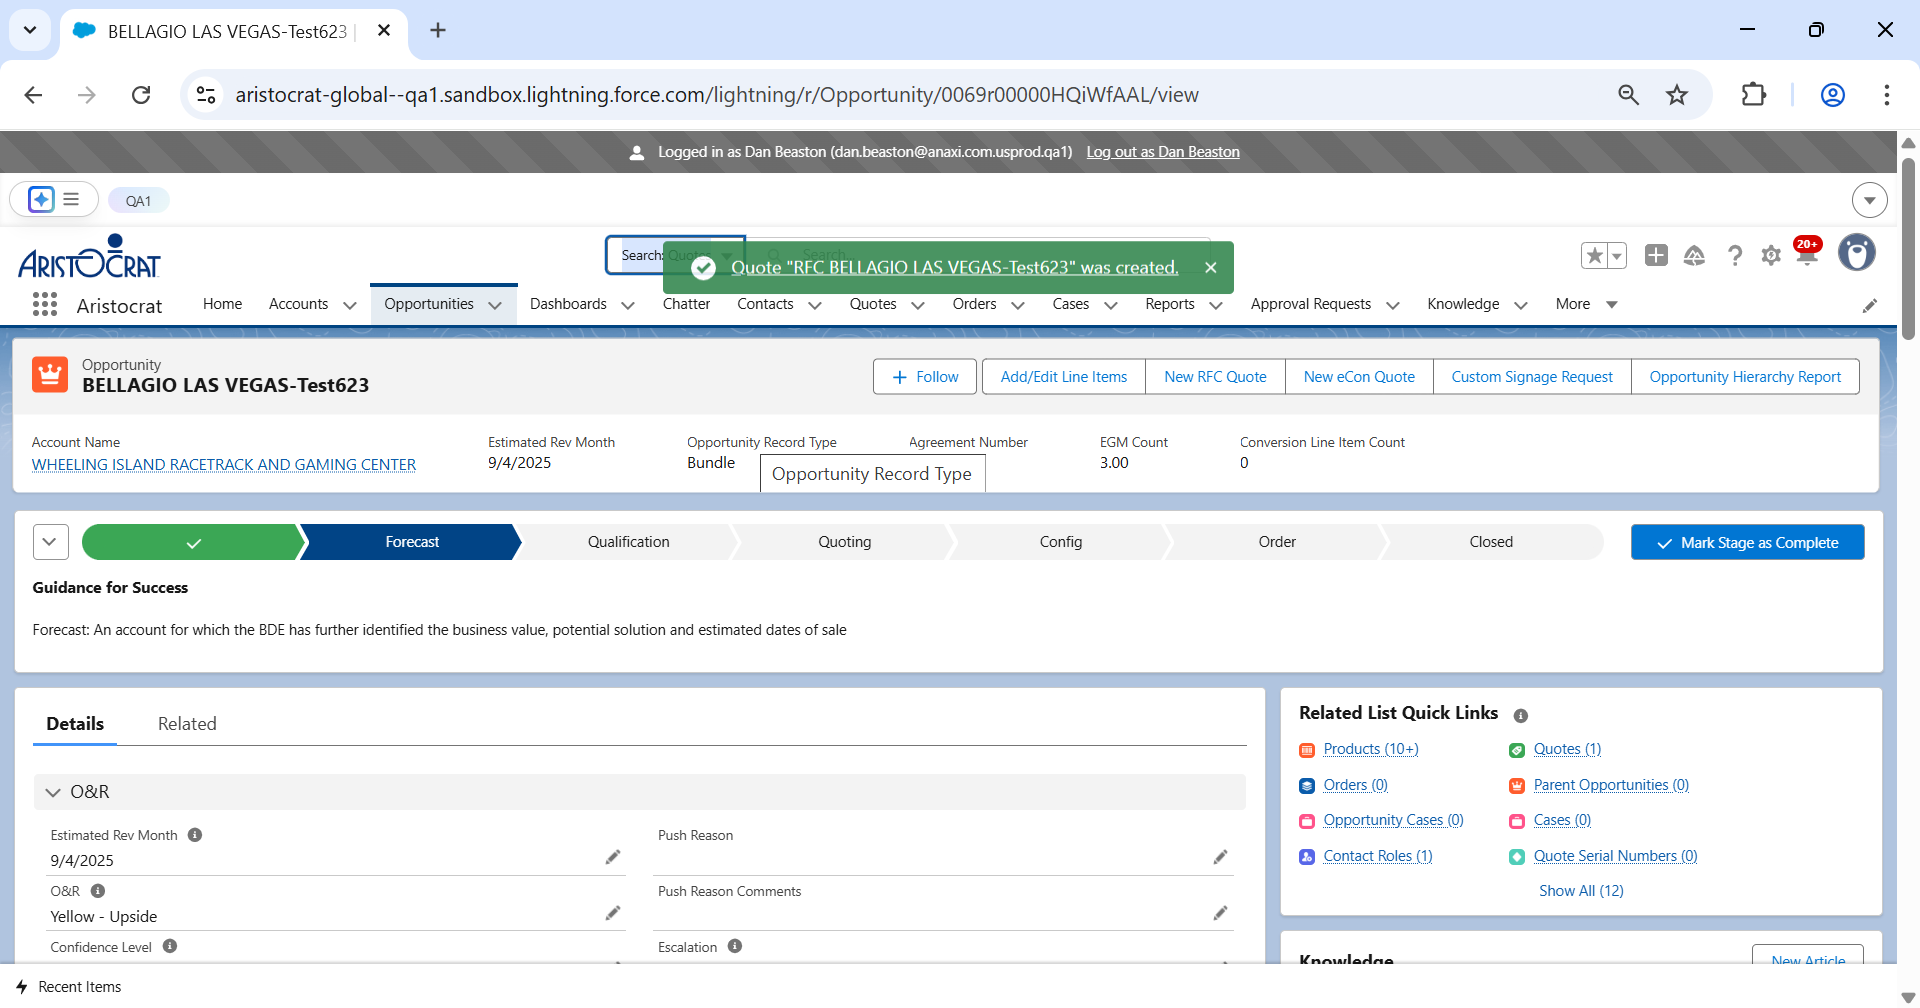 BELLAGIO LAS VEGAS-Test623
aristocrat-global--qa1.sandbox.lightning.force.com/lightning/r/Opportunity/0069r00000HQiWfAAL/view
Logged in as Dan Beaston (dan.beaston@anaxi.com.usprod.qa1) Log out as Dan Beaston
QA1
ARISTOCRAT
Search: Quotes
Search...
Quote "RFC BELLAGIO LAS VEGAS-Test623" was created.
20+
Aristocrat
Home Accounts Opportunities Dashboards Chatter Contacts Quotes Orders Cases Reports Approval Requests Knowledge More
Opportunity
BELLAGIO LAS VEGAS-Test623
Follow Add/Edit Line Items New RFC Quote New eCon Quote Custom Signage Request Opportunity Hierarchy Report
Account Name Estimated Rev Month Opportunity Record Type Agreement Number EGM Count Conversion Line Item Count
WHEELING ISLAND RACETRACK AND GAMING CENTER 9/4/2025 Bundle 3.00 0
Opportunity Record Type
Forecast Qualification Quoting Config Order Closed Mark Stage as Complete
Guidance for Success
Forecast: An account for which the BDE has further identified the business value, potential solution and estimated dates of sale
Details Related
O&R
Estimated Rev Month Push Reason
9/4/2025
O&R Push Reason Comments
Yellow - Upside
Confidence Level Escalation
Related List Quick Links
Products (10+) Quotes (1)
Orders (0) Parent Opportunities (0)
Opportunity Cases (0) Cases (0)
Contact Roles (1) Quote Serial Numbers (0)
Show All (12)
Knowledge New Article
Recent Items